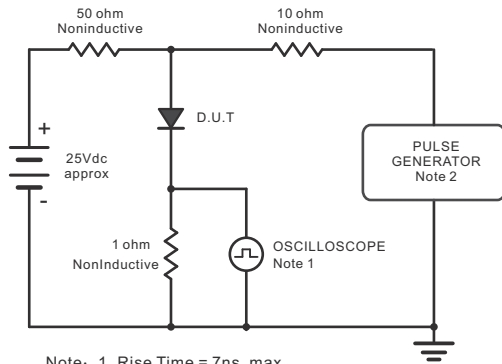 50 ohm
Noninductive
10 ohm
Noninductive
D.U.T
+
25Vdc
approx
-
PULSE
GENERATOR
Note 2
1 ohm
NonInductive
OSCILLOSCOPE
Note 1
Note: 1. Rise Time = 7ns, max.